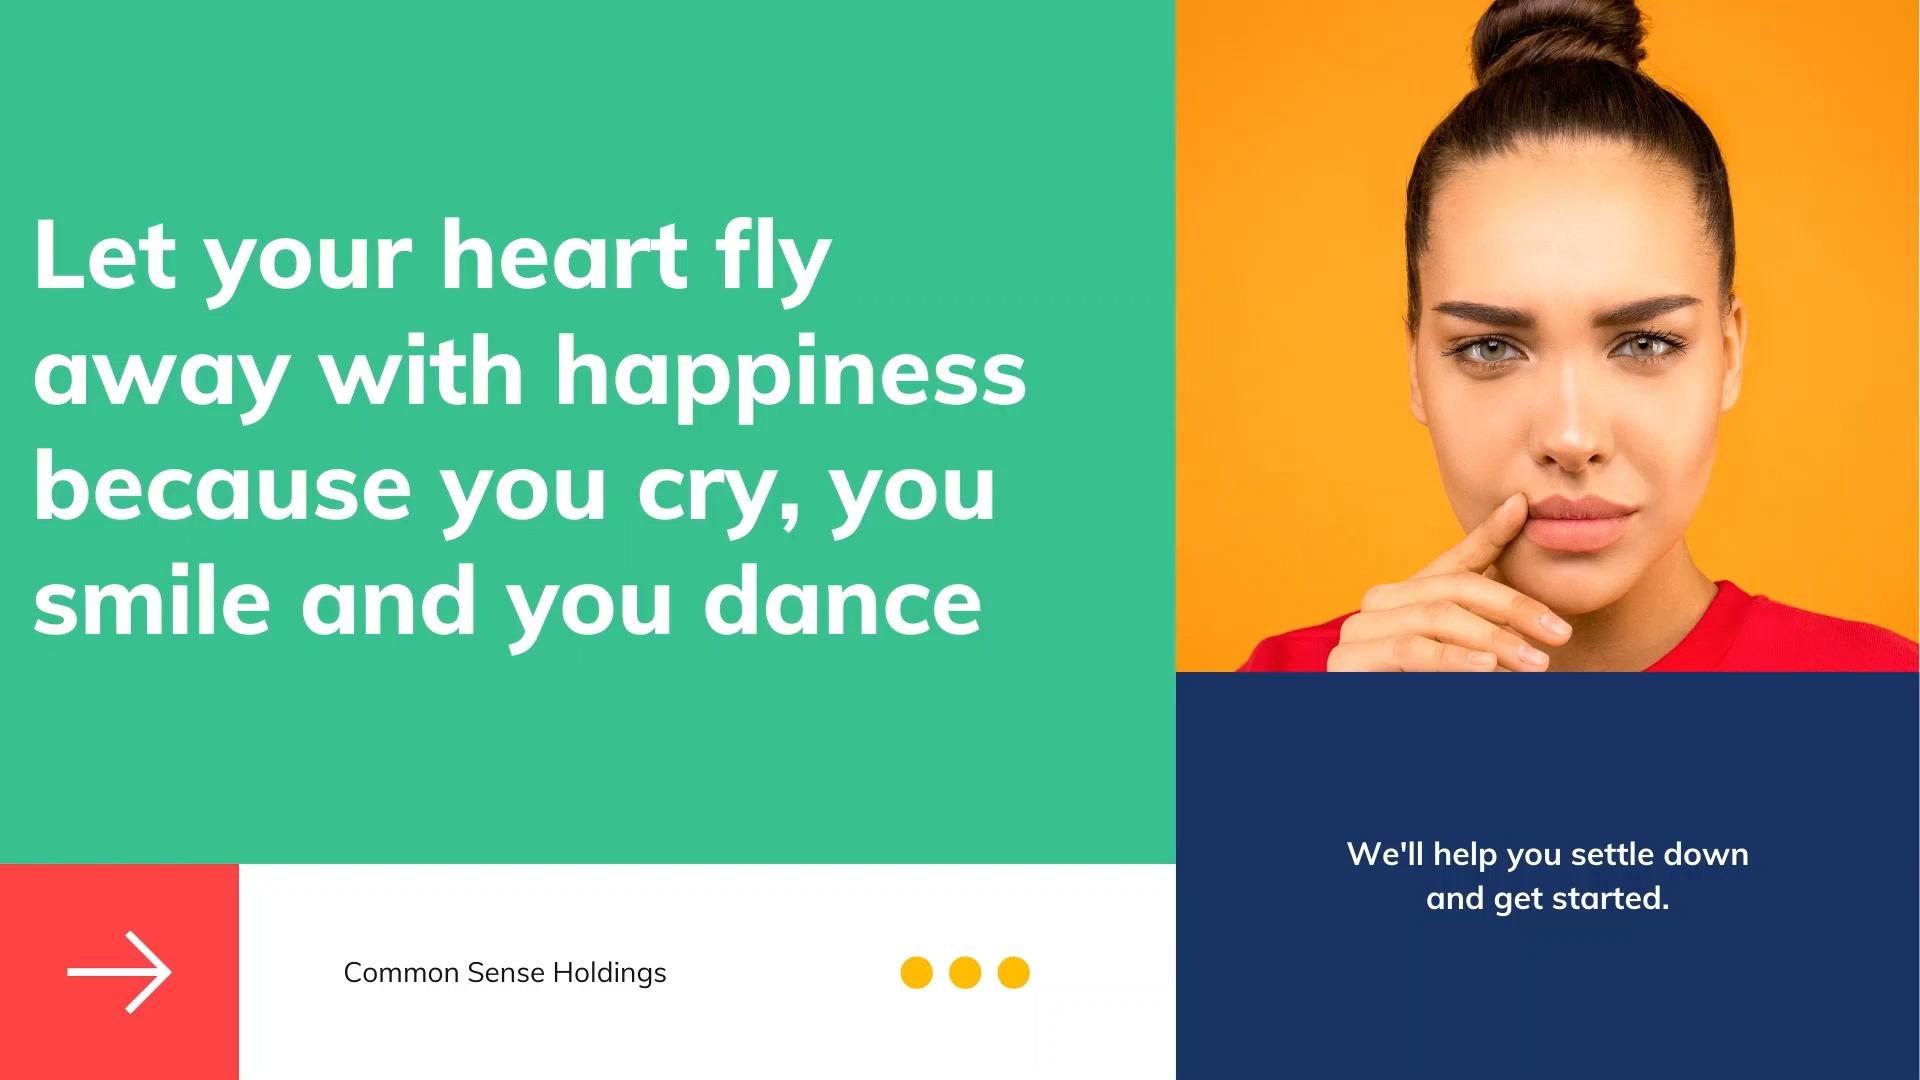 Let your heart fly
away with happiness
because you cry, you
smile and you dance
We'll help you settle down
and get started.
Common Sense Holdings